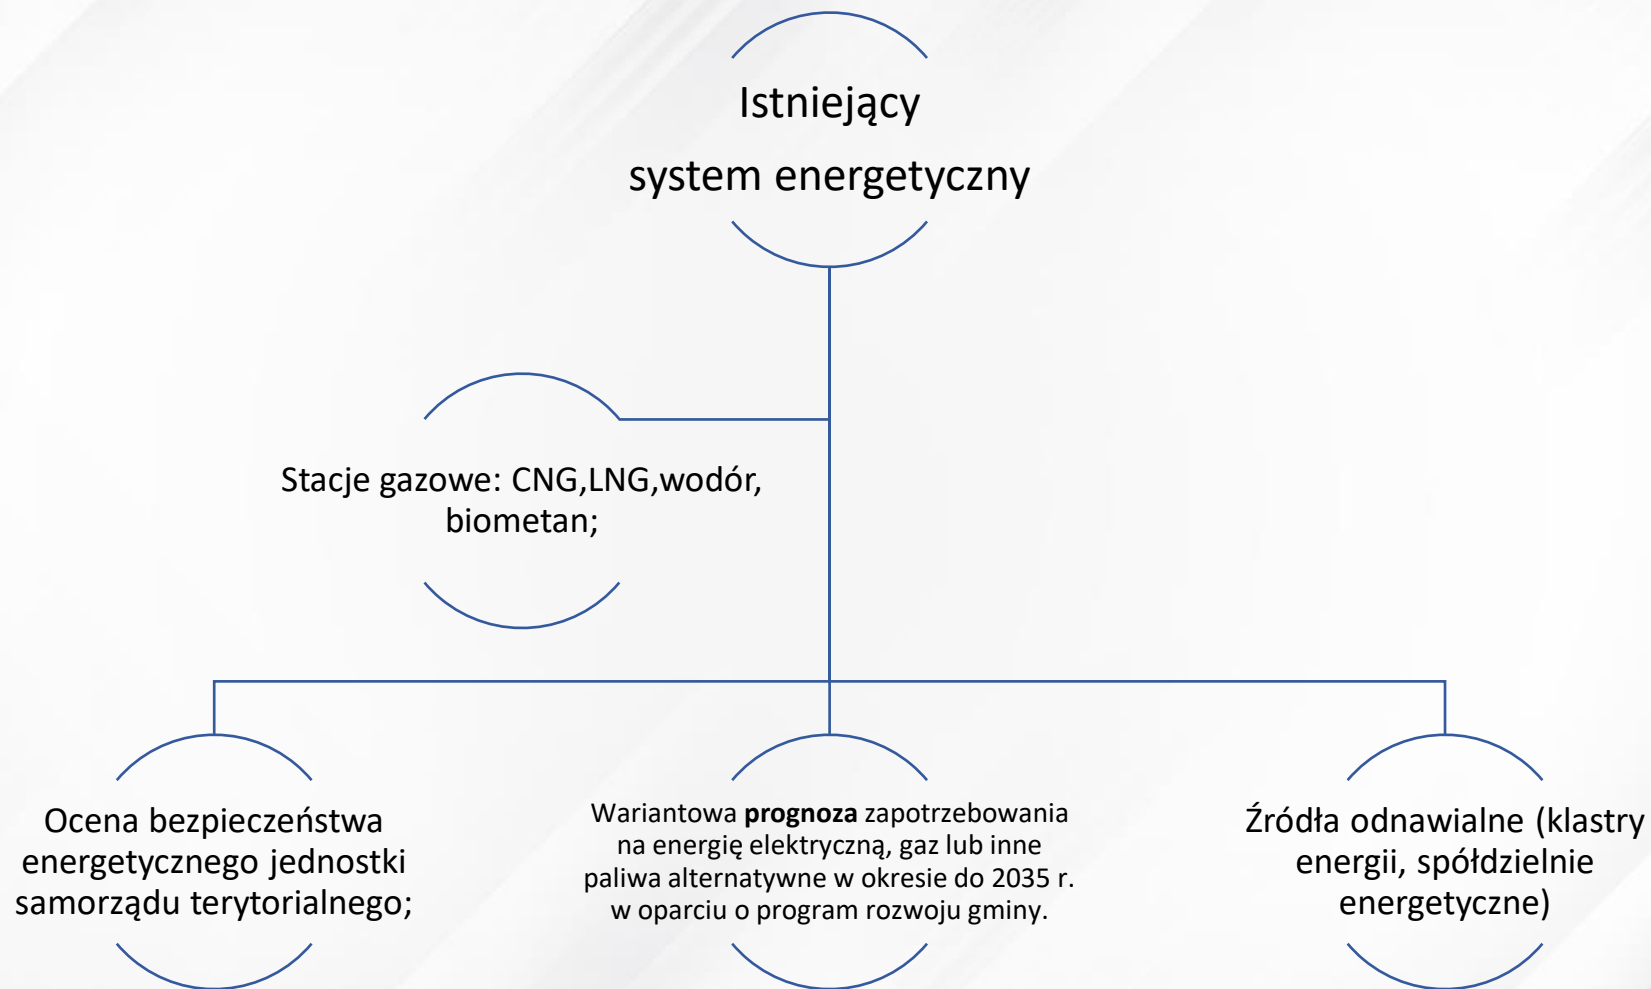 Istniejący
system energetyczny
Stacje gazowe: CNG,LNG,wodór,
biometan;
Ocena bezpieczeństwa
energetycznego jednostki
samorządu terytorialnego;
Wariantowa prognoza zapotrzebowania
na energię elektryczną, gaz lub inne
paliwa alternatywne w okresie do 2035 r.
w oparciu o program rozwoju gminy.
Źródła odnawialne (klastry
energii, spółdzielnie
energetyczne)